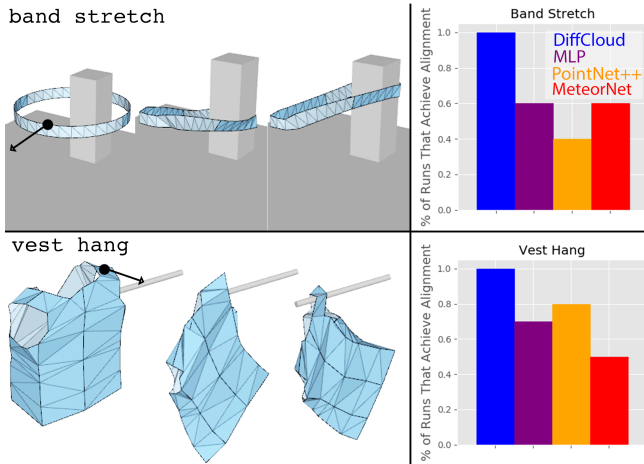 band stretch
Band Stretch
% of Runs That Achieve Alignment
1.0
0.8
0.6
0.4
0.2
0.0
DiffCloud
MLP
PointNet++
MeteorNet
vest hang
Vest Hang
% of Runs That Achieve Alignment
1.0
0.8
0.6
0.4
0.2
0.0